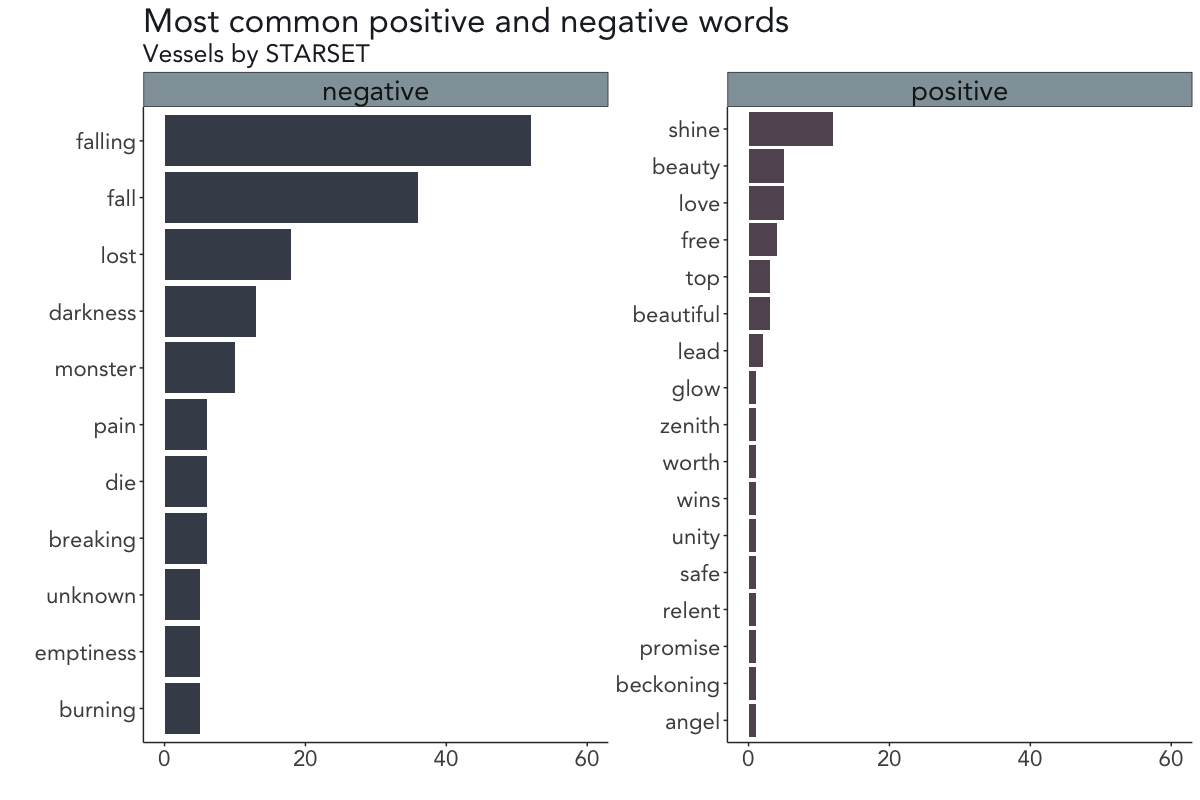 Most common positive and negative words
Vessels by STARSET
negative
falling
fall
lost
darkness
monster
pain
die
breaking
unknown
emptiness
burning
0 20 40 60
positive
shine
beauty
love
free
top
beautiful
lead
glow
zenith
worth
wins
unity
safe
relent
promise
beckoning
angel
0 20 40 60